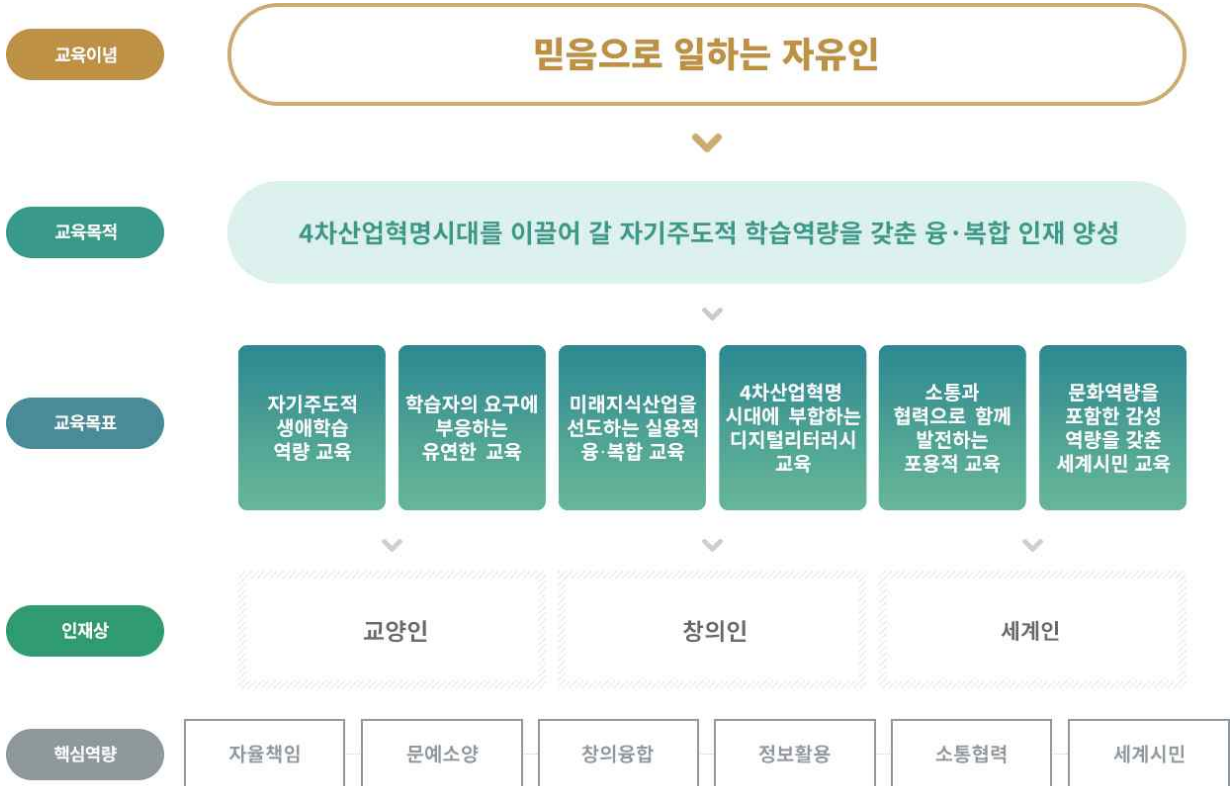 교육이념
믿음으로 일하는 자유인
교육목적
4차산업혁명시대를 이끌어 갈 자기주도적 학습역량을 갖춘 융·복합 인재 양성
교육목표
자기주도적
생애학습
역량 교육
학습자의 요구에
부응하는
유연한 교육
미래지식산업을
선도하는 실용적
융·복합 교육
4차산업혁명
시대에 부합하는
디지털리터러시
교육
소통과
협력으로 함께
발전하는
포용적 교육
문화역량을
포함한 감성
역량을 갖춘
세계시민 교육
인재상
교양인
창의인
세계인
핵심역량
자율책임
문예소양
창의융합
정보활용
소통협력
세계시민